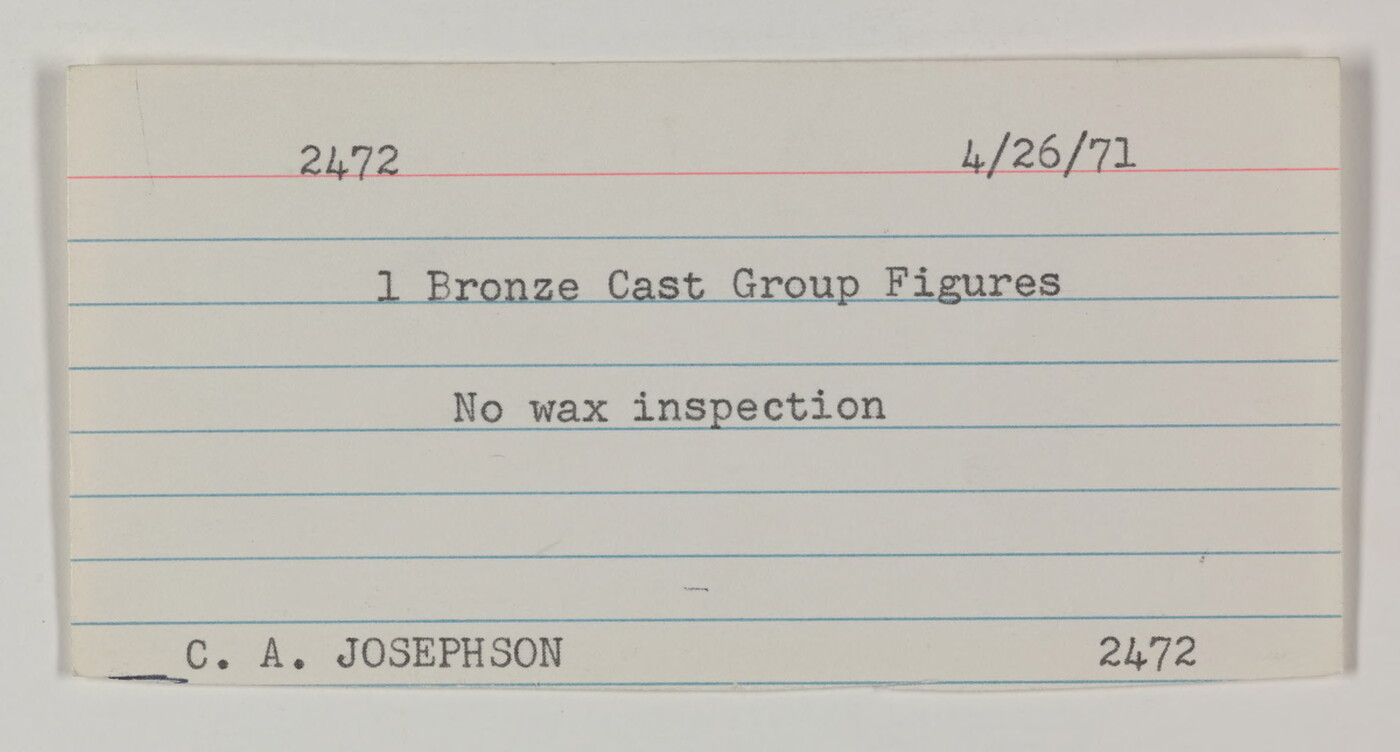 2472 4/26/71
1 Bronze Cast Group Figures
No wax inspection
C. A. JOSEPHSON 2472